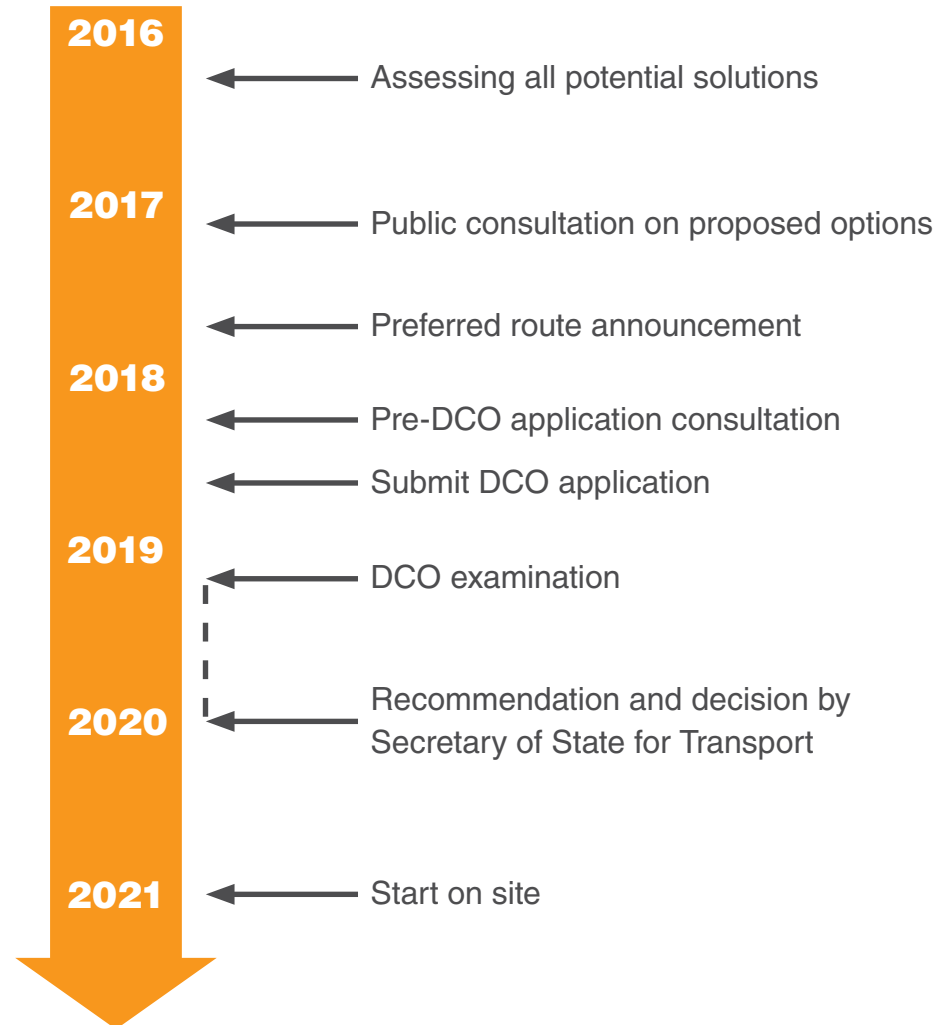 2016
Assessing all potential solutions
2017
Public consultation on proposed options
Preferred route announcement
2018
Pre-DCO application consultation
Submit DCO application
2019
DCO examination
Recommendation and decision by
2020
Secretary of State for Transport
2021
Start on site